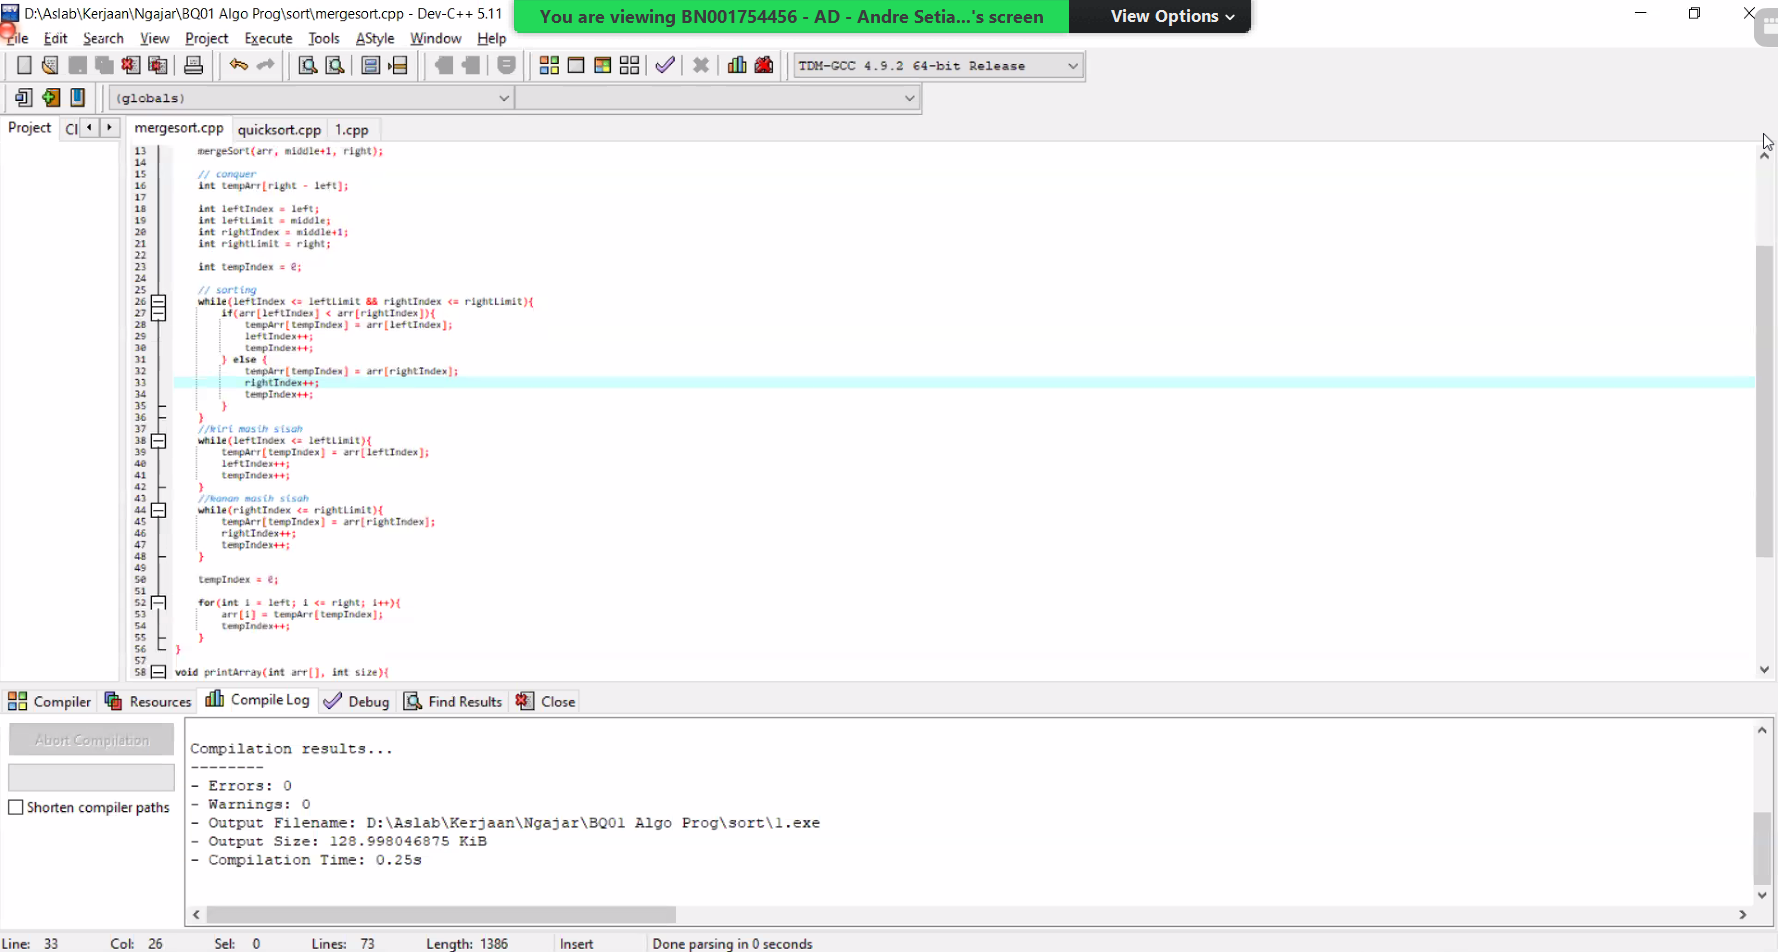 D:\Aslab\Kerjaan\Ngajar\BQ01 Algo Prog\sort\mergesort.cpp - Dev-C++ 5.11
You are viewing BN001754456 - AD - Andre Setia...'s screen
View Options
File Edit Search View Project Execute Tools AStyle Window Help
TDM-GCC 4.9.2 64-bit Release
(globals)
Project Cl mergesort.cpp quicksort.cpp 1.cpp
13 mergeSort(arr, middle+1, right);
14
15 // conquer
16 int tempArr[right - left];
17
18 int leftIndex = left;
19 int leftLimit = middle;
20 int rightIndex = middle+1;
21 int rightLimit = right;
22
23 int tempIndex = 0;
24
25 // sorting
26 while(leftIndex <= leftLimit && rightIndex <= rightLimit){
27 if(arr[leftIndex] < arr[rightIndex]){
28 tempArr[tempIndex] = arr[leftIndex];
29 leftIndex++;
30 tempIndex++;
31 } else {
32 tempArr[tempIndex] = arr[rightIndex];
33 rightIndex++;
34 tempIndex++;
35 }
36 }
37 //kiri masih sisah
38 while(leftIndex <= leftLimit){
39 tempArr[tempIndex] = arr[leftIndex];
40 leftIndex++;
41 tempIndex++;
42 }
43 //kanan masih sisah
44 while(rightIndex <= rightLimit){
45 tempArr[tempIndex] = arr[rightIndex];
46 rightIndex++;
47 tempIndex++;
48 }
49
50 tempIndex = 0;
51
52 for(int i = left; i <= right; i++){
53 arr[i] = tempArr[tempIndex];
54 tempIndex++;
55 }
56 }
57
58 void printArray(int arr[], int size){
Compiler Resources Compile Log Debug Find Results Close
Abort Compilation
Shorten compiler paths
Compilation results...
--------
- Errors: 0
- Warnings: 0
- Output Filename: D:\Aslab\Kerjaan\Ngajar\BQ01 Algo Prog\sort\1.exe
- Output Size: 128.998046875 KiB
- Compilation Time: 0.25s
Line: 33 Col: 26 Sel: 0 Lines: 73 Length: 1386 Insert Done parsing in 0 seconds